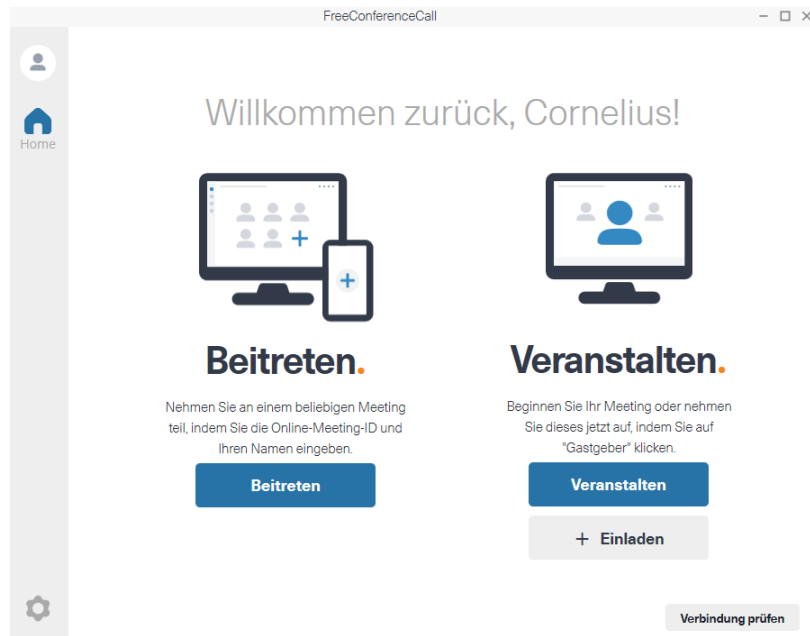 FreeConferenceCall
Home
Willkommen zurück, Cornelius!
Beitreten.
Nehmen Sie an einem beliebigen Meeting
teil, indem Sie die Online-Meeting-ID und
Ihren Namen eingeben.
Beitreten
Veranstalten.
Beginnen Sie Ihr Meeting oder nehmen
Sie dieses jetzt auf, indem Sie auf
"Gastgeber" klicken.
Veranstalten
+ Einladen
Verbindung prüfen